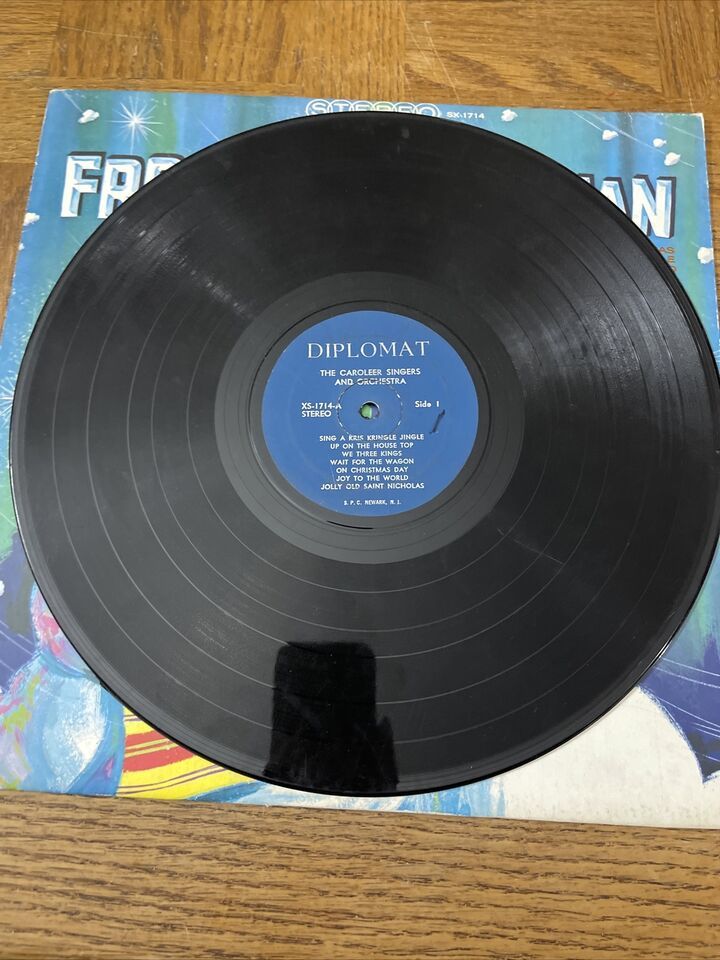 STEREO SX-1714
DIPLOMAT
THE CAROLEER SINGERS
AND ORCHESTRA
XS-1714-A Side 1
STEREO
SING A KRIS KRINGLE JINGLE
UP ON THE HOUSE TOP
WE THREE KINGS
WAIT FOR THE WAGON
ON CHRISTMAS DAY
JOY TO THE WORLD
JOLLY OLD SAINT NICHOLAS
S. P. C. NEWARK, N. J.